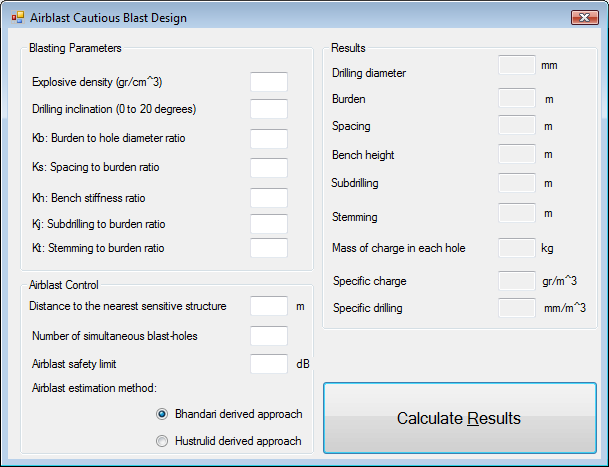 Airblast Cautious Blast Design
Blasting Parameters
Explosive density (gr/cm^3)
Drilling inclination (0 to 20 degrees)
Kb: Burden to hole diameter ratio
Ks: Spacing to burden ratio
Kh: Bench stiffness ratio
Kj: Subdrilling to burden ratio
Kt: Stemming to burden ratio
Airblast Control
Distance to the nearest sensitive structure m
Number of simultaneous blast-holes
Airblast safety limit dB
Airblast estimation method:
Bhandari derived approach
Hustrulid derived approach
Results
Drilling diameter mm
Burden m
Spacing m
Bench height m
Subdrilling m
Stemming m
Mass of charge in each hole kg
Specific charge gr/m^3
Specific drilling mm/m^3
Calculate Results